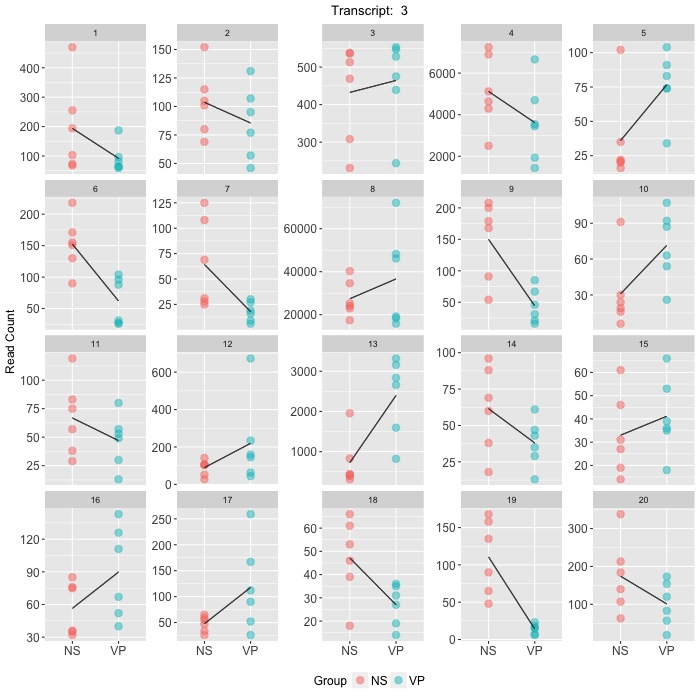 Transcript: 3
1 2 3 4 5
400 300 200 100
150 125 100 75 50
500 400 300
6000 4000 2000
100 75 50 25
6 7 8 9 10
200 150 100 50
125 100 75 50 25
60000 40000 20000
200 150 100 50
90 60 30
Read Count
11 12 13 14 15
100 75 50 25
600 400 200 0
3000 2000 1000
100 75 50 25
60 50 40 30 20
16 17 18 19 20
120 90 60 30
250 200 150 100 50
60 50 40 30 20
150 100 50 0
300 200 100
NS VP NS VP NS VP NS VP NS VP
Group NS VP